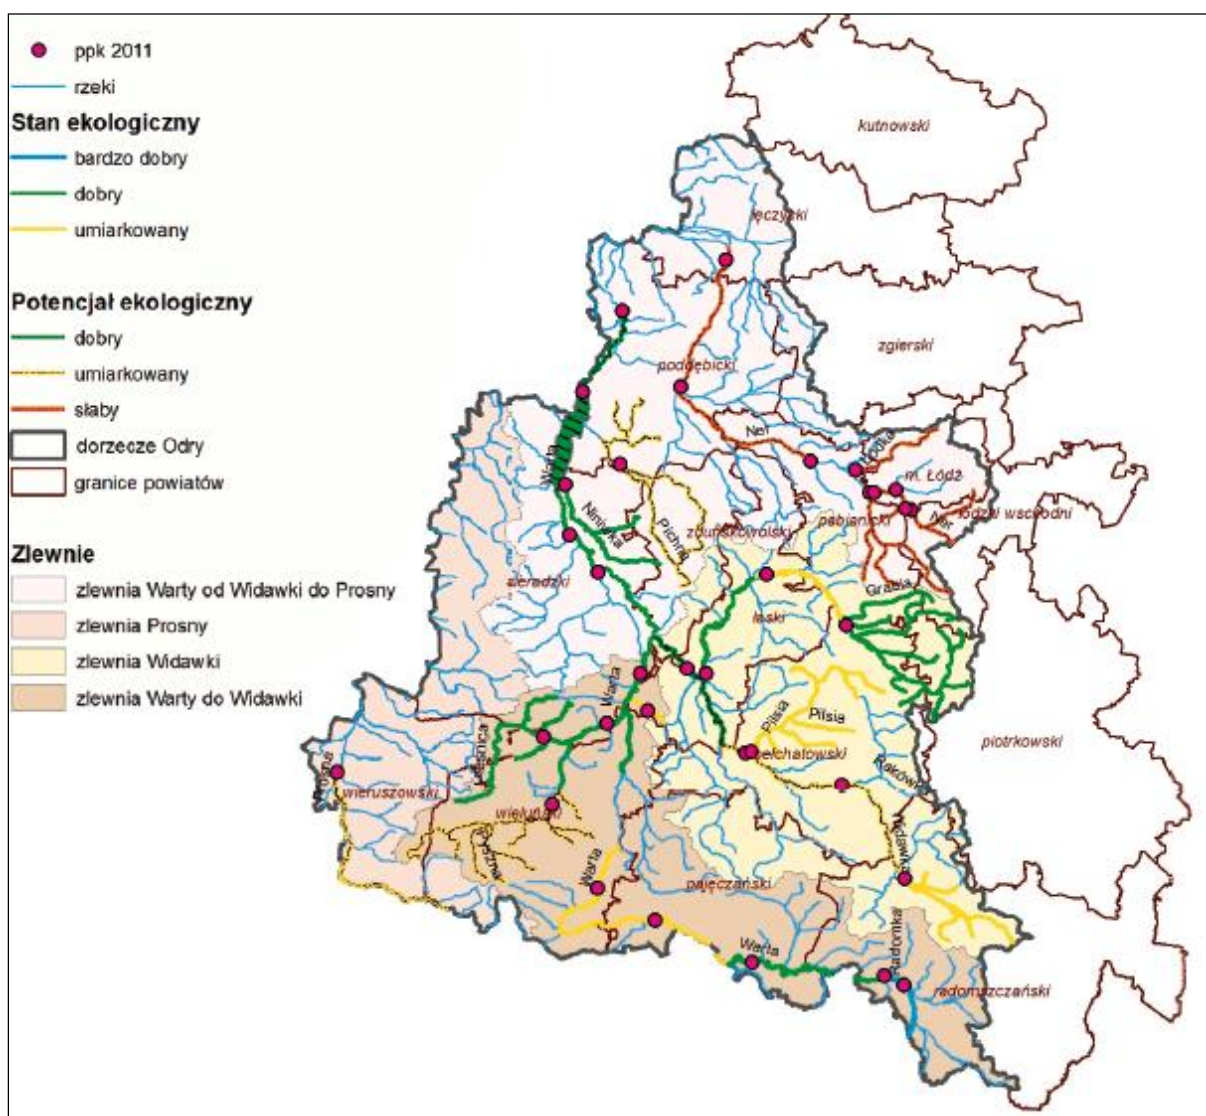 ppk 2011
rzeki
Stan ekologiczny
bardzo dobry
dobry
umiarkowany
Potencjał ekologiczny
dobry
umiarkowany
słaby
dorzecze Odry
granice powiatów
Zlewnie
zlewnia Warty od Widawki do Prosny
zlewnia Prosny
zlewnia Widawki
zlewnia Warty do Widawki
kutnowski
łęczycki
zgierski
poddębicki
Ner
m. Łódź
Warta
Ner
pabianicki
zduńskowolski
Pichna
sieradzki
Grabia
łaski
Warta
Pilsia
Pilsia
bełchatowski
piotrkowski
Prosna
wieruszowski
wieluński
Widawka
Warta
pajęczański
Warta
Radomka
radomszczański